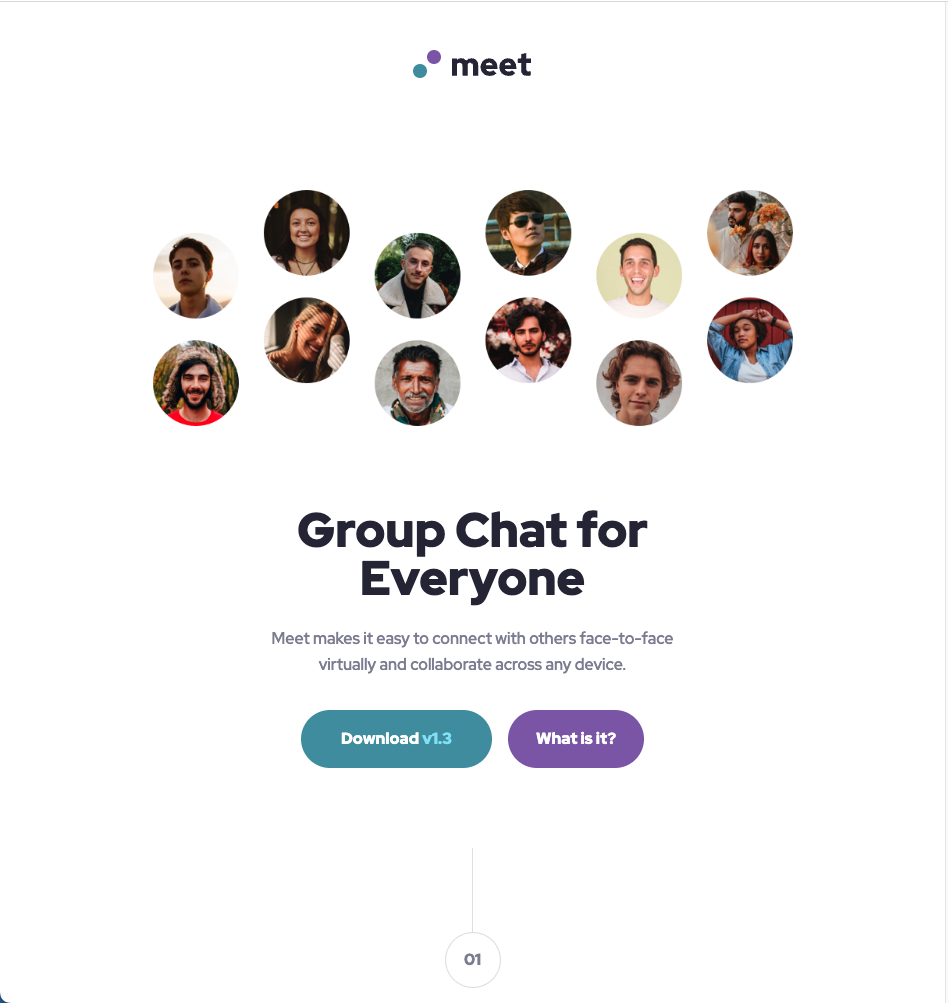 meet
Group Chat for
Everyone
Meet makes it easy to connect with others face-to-face
virtually and collaborate across any device.
Download v1.3
What is it?
01